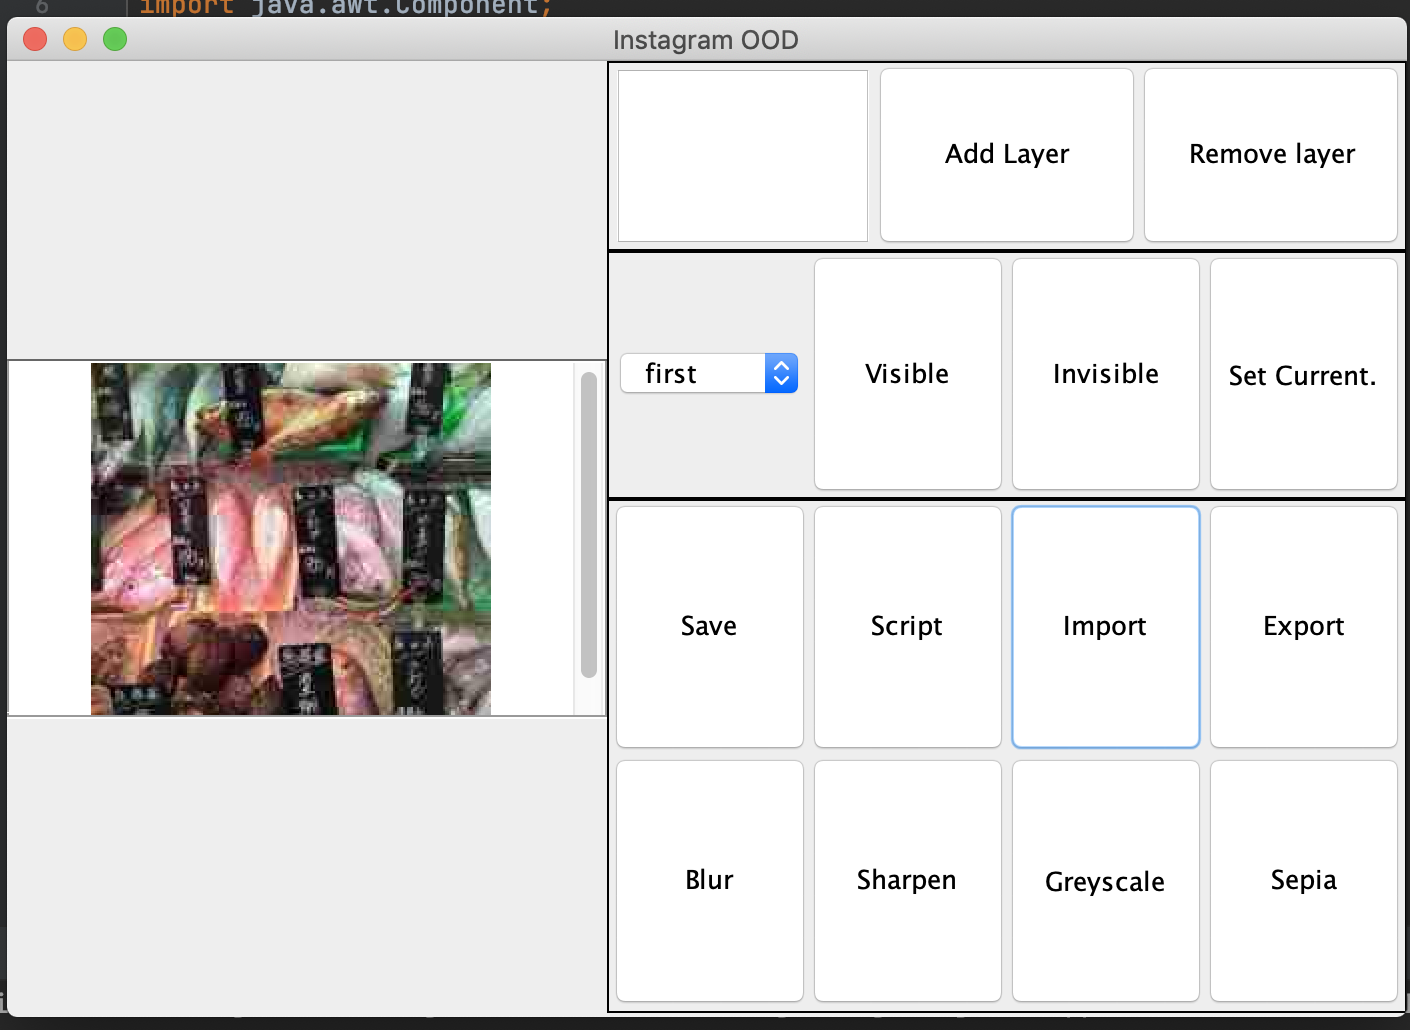 6 import java.awt.Component;
Instagram OOD
Add Layer Remove layer
first Visible Invisible Set Current.
Save Script Import Export
Blur Sharpen Greyscale Sepia